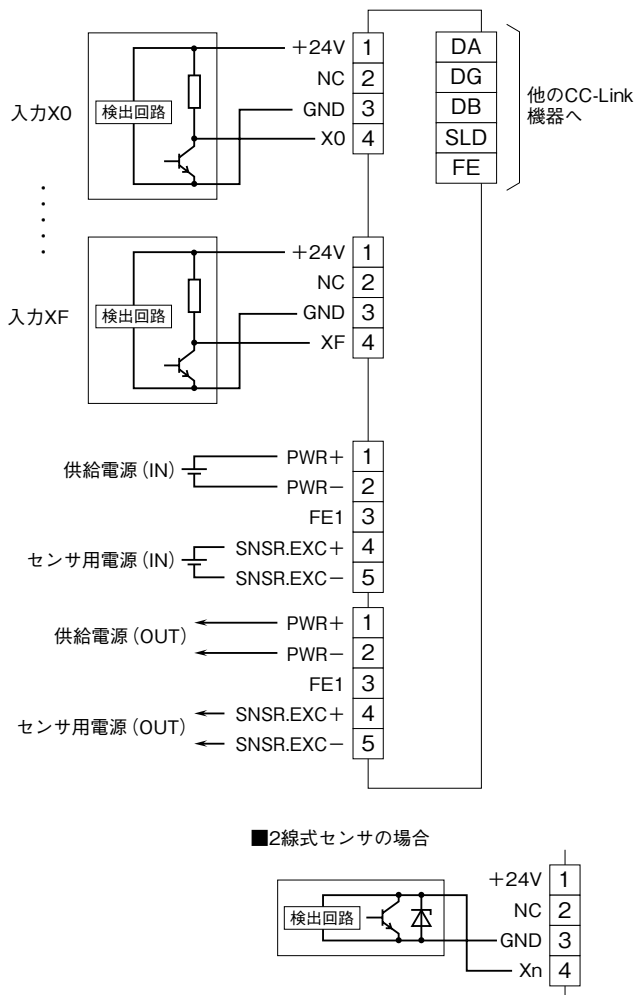 入力X0
検出回路
+24V 1
NC 2
GND 3
X0 4
DA
DG
DB
SLD
FE
他のCC-Link
機器へ
入力XF
検出回路
+24V 1
NC 2
GND 3
XF 4
供給電源(IN)
PWR+ 1
PWR− 2
FE1 3
センサ用電源(IN)
SNSR.EXC+ 4
SNSR.EXC− 5
供給電源(OUT)
PWR+ 1
PWR− 2
FE1 3
センサ用電源(OUT)
SNSR.EXC+ 4
SNSR.EXC− 5
■2線式センサの場合
検出回路
+24V 1
NC 2
GND 3
Xn 4